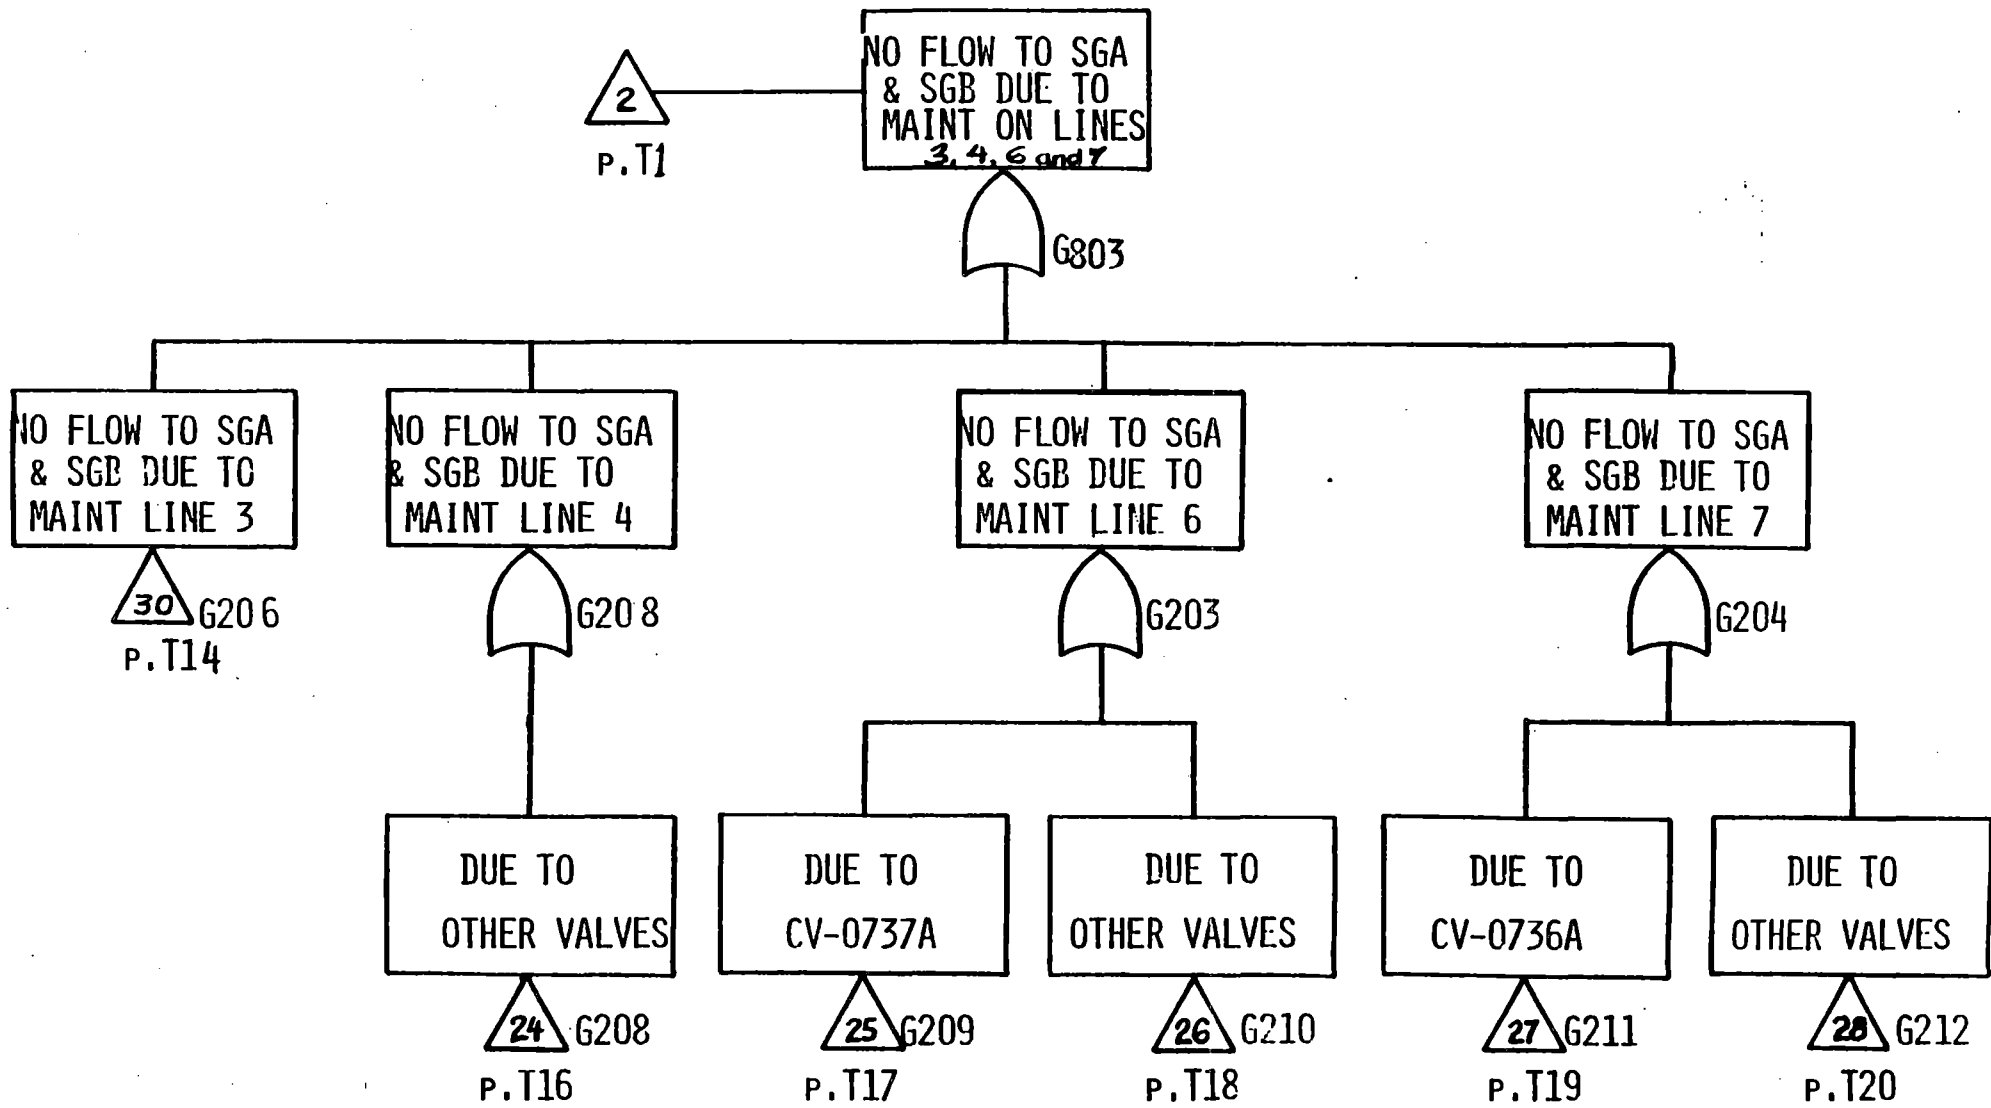 NO FLOW TO SGA
& SGB DUE TO
MAINT ON LINES
3, 4, 6 and 7
2
P.T1
G803
NO FLOW TO SGA
& SGB DUE TO
MAINT LINE 3
30
G206
P.T14
NO FLOW TO SGA
& SGB DUE TO
MAINT LINE 4
G208
NO FLOW TO SGA
& SGB DUE TO
MAINT LINE 6
G203
NO FLOW TO SGA
& SGB DUE TO
MAINT LINE 7
G204
DUE TO
OTHER VALVES
24
G208
P.T16
DUE TO
CV-0737A
25
G209
P.T17
DUE TO
OTHER VALVES
26
G210
P.T18
DUE TO
CV-0736A
27
G211
P.T19
DUE TO
OTHER VALVES
28
G212
P.T20